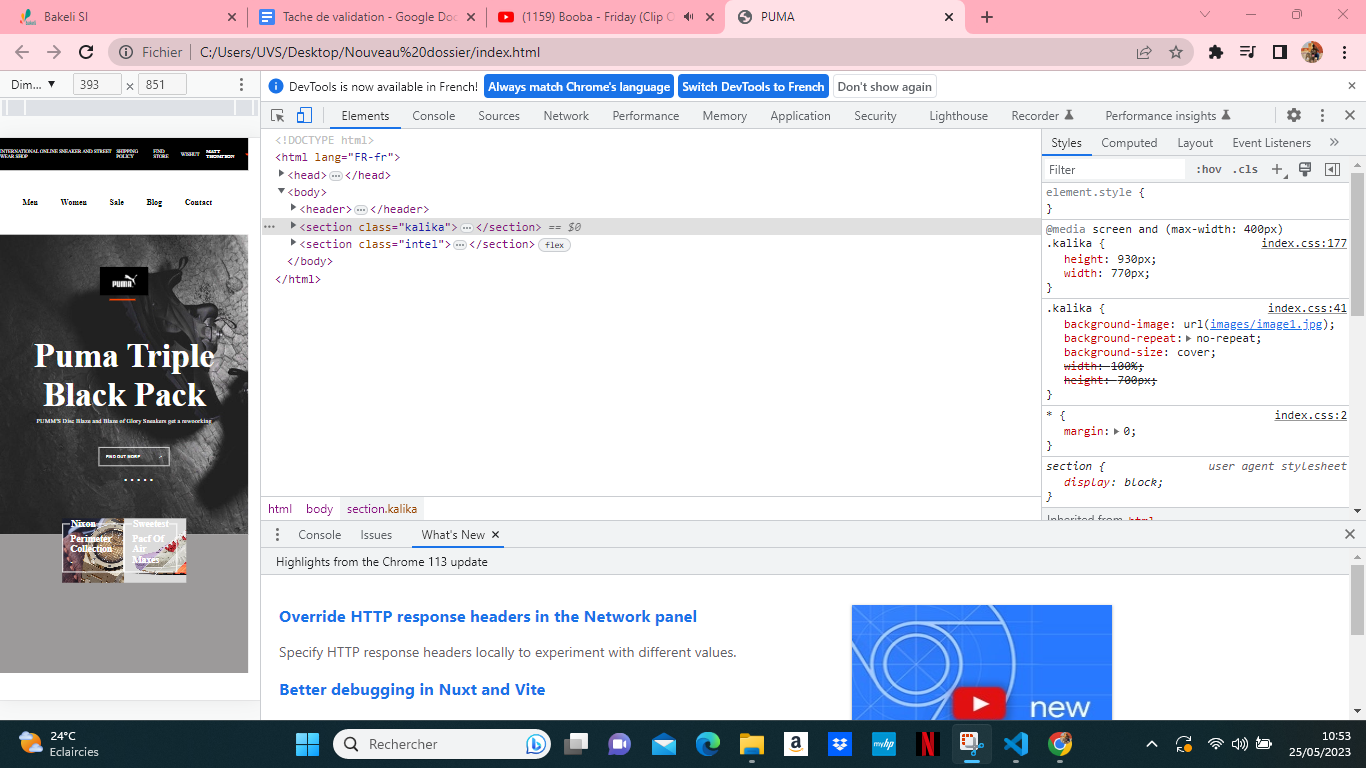 Bakeli SI
Tache de validation - Google Doc
(1159) Booba - Friday (Clip O
PUMA
Fichier
C:/Users/UVS/Desktop/Nouveau%20dossier/index.html
Dim... ▼ 393 × 851
DevTools is now available in French!
Always match Chrome's language
Switch DevTools to French
Don't show again
Elements Console Sources Network Performance Memory Application Security Lighthouse Recorder Performance insights
INTERNATIONAL ONLINE SNEAKER AND STREET
WEAR SHOP
SHIPPING
POLICY
FIND
STORE
WISHLIT
MATT
THOMPSON
Men Women Sale Blog Contact
PUMA
Puma Triple
Black Pack
PUMM'S Disc Blaze and Blaze of Glory Sneakers get a reworking
FIND OUT MORE
Nixon
Perimeter
Collection
Sweetest
Pacf Of
Air
Maxes
<!DOCTYPE html>
<html lang="FR-fr">
<head>…</head>
<body>
<header>…</header>
<section class="kalika">…</section> == $0
<section class="intel">…</section> flex
</body>
</html>
html body section.kalika
Styles Computed Layout Event Listeners »
Filter :hov .cls +
element.style {
}
@media screen and (max-width: 400px)
.kalika { index.css:177
height: 930px;
width: 770px;
}
.kalika { index.css:41
background-image: url(images/image1.jpg);
background-repeat: no-repeat;
background-size: cover;
width: 100%;
height: 700px;
}
* { index.css:2
margin: 0;
}
section { user agent stylesheet
display: block;
}
Inherited from html
Console Issues What's New
Highlights from the Chrome 113 update
Override HTTP response headers in the Network panel
Specify HTTP response headers locally to experiment with different values.
Better debugging in Nuxt and Vite
new
24°C
Eclaircies
Rechercher
10:53
25/05/2023